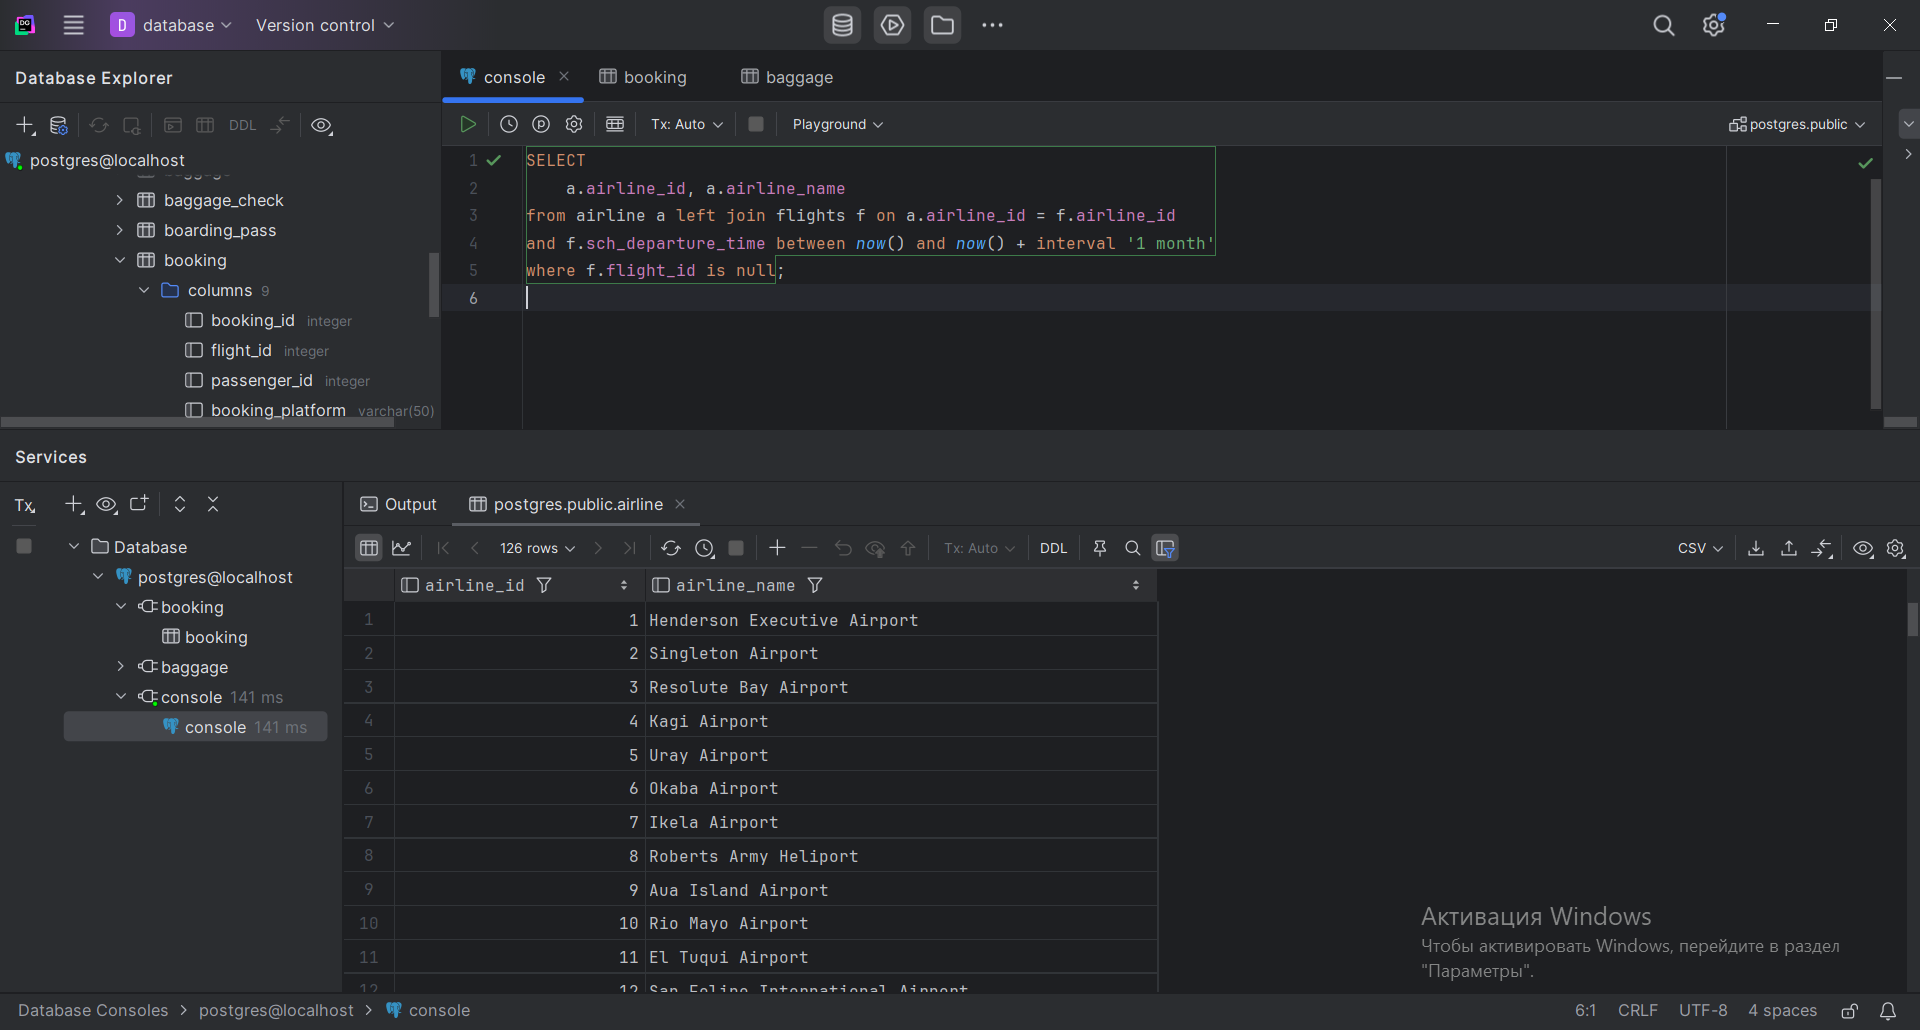 D database Version control
Database Explorer
console
booking
baggage
DDL
Tx: Auto
Playground
postgres.public
postgres@localhost
baggage_check
boarding_pass
booking
columns 9
booking_id integer
flight_id integer
passenger_id integer
booking_platform varchar(50)
1 SELECT
2 a.airline_id, a.airline_name
3 from airline a left join flights f on a.airline_id = f.airline_id
4 and f.sch_departure_time between now() and now() + interval '1 month'
5 where f.flight_id is null;
6
Services
Tx
Output
postgres.public.airline
126 rows
Tx: Auto
DDL
CSV
Database
postgres@localhost
booking
booking
baggage
console 141 ms
console 141 ms
airline_id airline_name
1 1 Henderson Executive Airport
2 2 Singleton Airport
3 3 Resolute Bay Airport
4 4 Kagi Airport
5 5 Uray Airport
6 6 Okaba Airport
7 7 Ikela Airport
8 8 Roberts Army Heliport
9 9 Aua Island Airport
10 10 Rio Mayo Airport
11 11 El Tuqui Airport
12 12 San Felipe International Airport
Активация Windows
Чтобы активировать Windows, перейдите в раздел
"Параметры".
Database Consoles > postgres@localhost > console
6:1 CRLF UTF-8 4 spaces